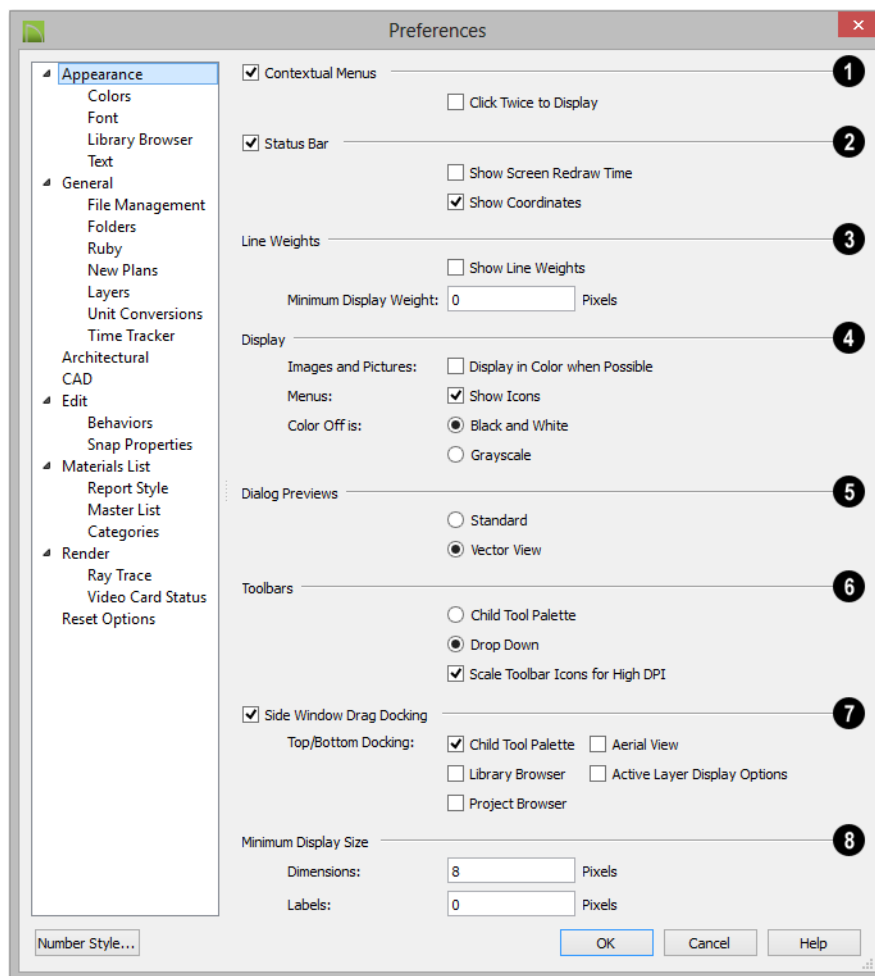 Preferences
Appearance
Colors
Font
Library Browser
Text
General
File Management
Folders
Ruby
New Plans
Layers
Unit Conversions
Time Tracker
Architectural
CAD
Edit
Behaviors
Snap Properties
Materials List
Report Style
Master List
Categories
Render
Ray Trace
Video Card Status
Reset Options
Contextual Menus 1
Click Twice to Display
Status Bar 2
Show Screen Redraw Time
Show Coordinates
Line Weights 3
Show Line Weights
Minimum Display Weight: 0 Pixels
Display 4
Images and Pictures: Display in Color when Possible
Menus: Show Icons
Color Off is: Black and White
Grayscale
Dialog Previews 5
Standard
Vector View
Toolbars 6
Child Tool Palette
Drop Down
Scale Toolbar Icons for High DPI
Side Window Drag Docking 7
Top/Bottom Docking: Child Tool Palette Aerial View
Library Browser Active Layer Display Options
Project Browser
Minimum Display Size 8
Dimensions: 8 Pixels
Labels: 0 Pixels
Number Style... OK Cancel Help